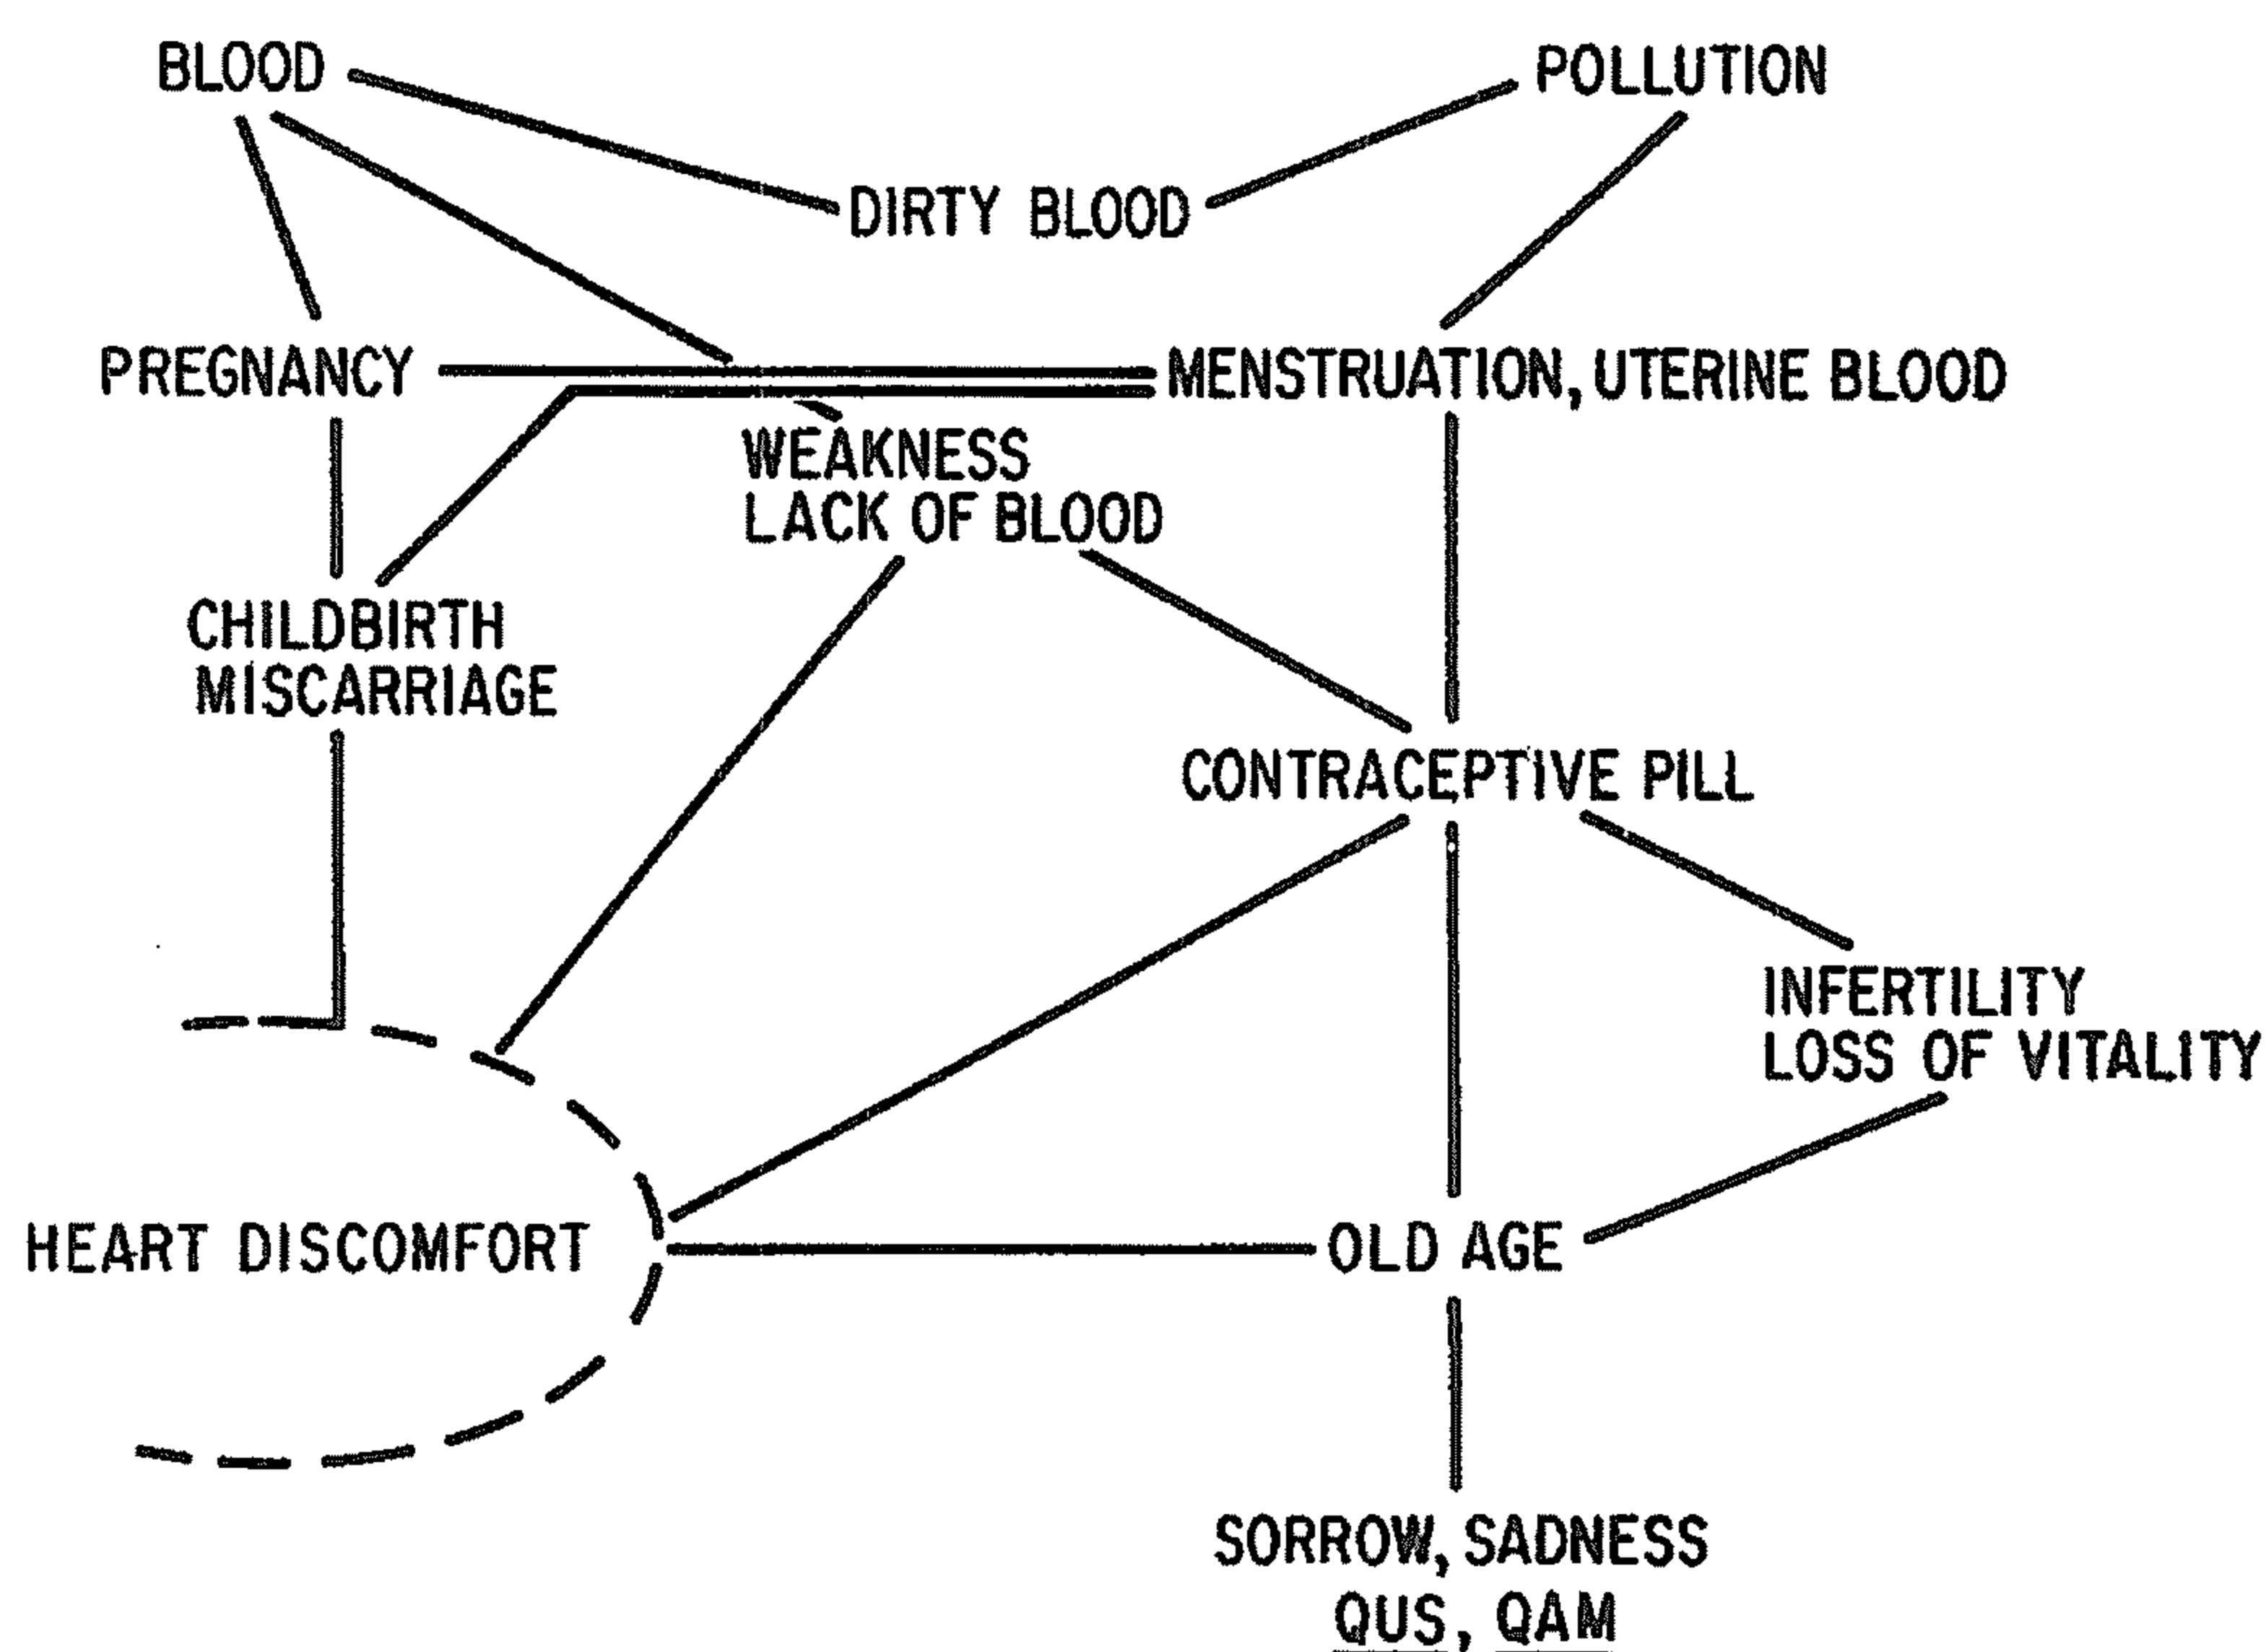 BLOOD
POLLUTION
DIRTY BLOOD
PREGNANCY
MENSTRUATION, UTERINE BLOOD
WEAKNESS
LACK OF BLOOD
CHILDBIRTH
MISCARRIAGE
CONTRACEPTIVE PILL
INFERTILITY
LOSS OF VITALITY
HEART DISCOMFORT
OLD AGE
SORROW, SADNESS
QUS, QAM